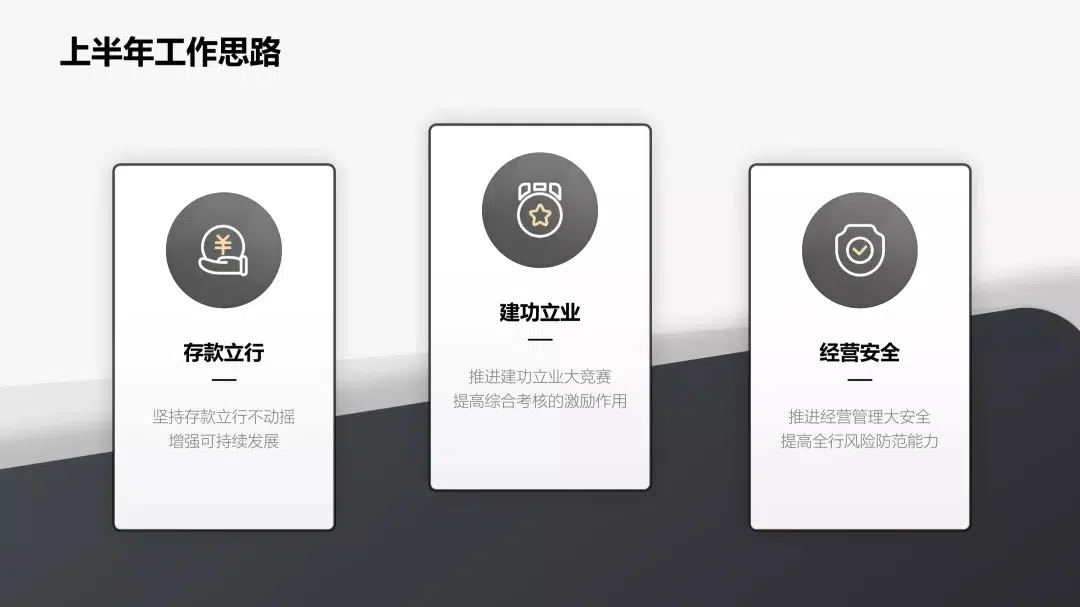 上半年工作思路
存款立行
坚持存款立行不动摇
增强可持续发展
建功立业
推进建功立业大竞赛
提高综合考核的激励作用
经营安全
推进经营管理大安全
提高全行风险防范能力